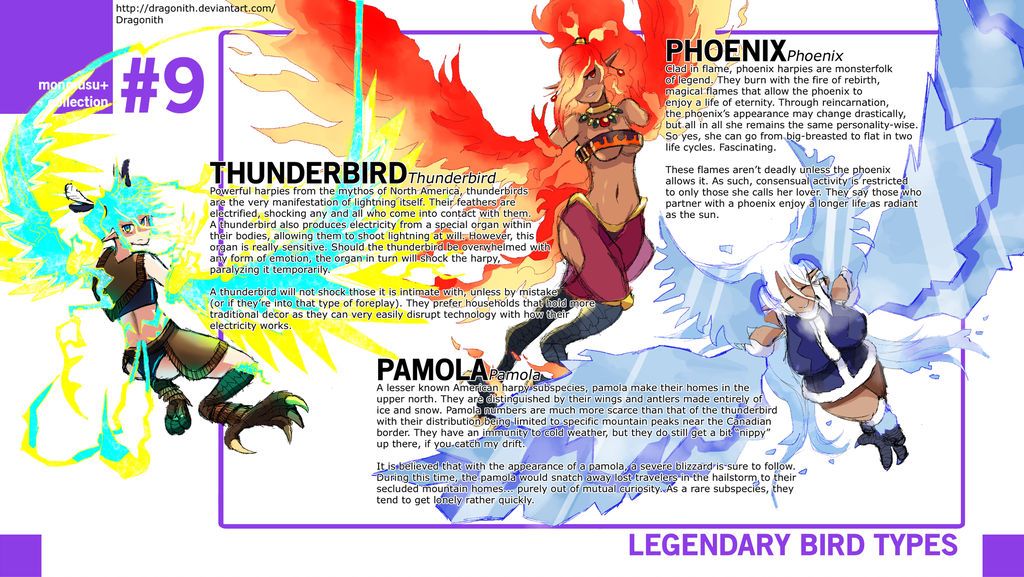 http://dragonith.deviantart.com/
Dragonith
collection
#9
PHOENIX Phoenix
Clad in flame, phoenix harpies are monsterfolk
of legend. They burn with the fire of rebirth,
magical flames that allow the phoenix to
enjoy a life of eternity. Through reincarnation,
the phoenix's appearance may change drastically,
but all in all she remains the same personality-wise.
So yes, she can go from big-breasted to flat in two
life cycles. Fascinating.
These flames aren't deadly unless the phoenix
allows it. As such, consensual activity is restricted
to only those she calls her lover. They say those who
partner with a phoenix enjoy a longer life as radiant
as the sun.
THUNDERBIRD Thunderbird
Powerful harpies from the mythos of North America, thunderbirds
are the very manifestation of lightning itself. Their feathers are
electrified, shocking any and all who come into contact with them.
A thunderbird also produces electricity from a special organ within
their bodies, allowing them to shoot lightning at will. However, this
organ is really sensitive. Should the thunderbird be overwhelmed with
any form of emotion, the organ in turn will shock the harpy,
paralyzing it temporarily.
A thunderbird will not shock those it is intimate with, unless by mistake
(or if they're into that type of foreplay). They prefer households that hold more
traditional decor as they can very easily disrupt technology with how their
electricity works.
PAMOLA Pamola
A lesser known American harpy subspecies, pamola make their homes in the
upper north. They are distinguished by their wings and antlers made entirely of
ice and snow. Pamola numbers are much more scarce than that of the thunderbird
with their distribution being limited to specific mountain peaks near the Canadian
border. They have an immunity to cold weather, but they do still get a bit "nippy"
up there, if you catch my drift.
It is believed that with the appearance of a pamola, a severe blizzard is sure to follow.
During this time, the pamola would snatch away lost travelers in the hailstorm to their
secluded mountain homes... purely out of mutual curiosity. As a rare subspecies, they
tend to get lonely rather quickly.
LEGENDARY BIRD TYPES